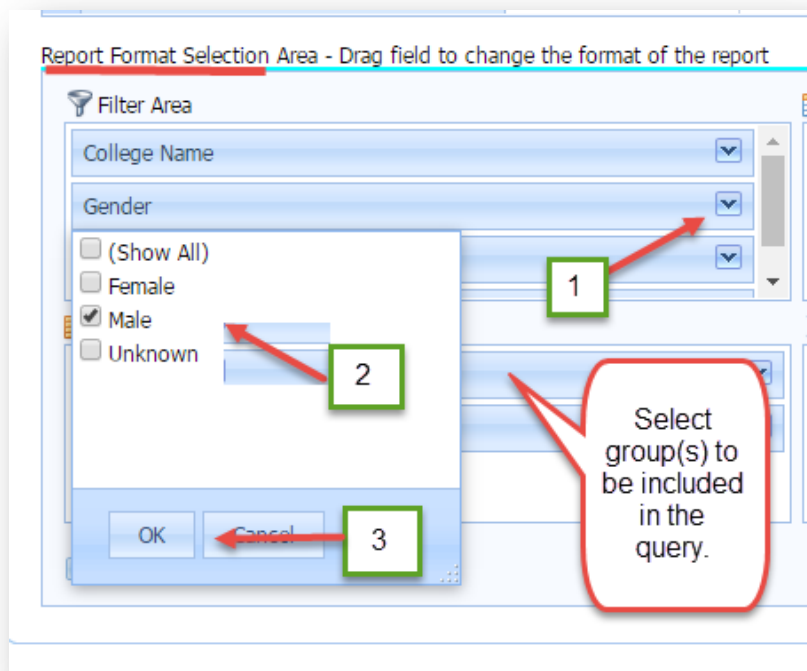 Report Format Selection Area - Drag field to change the format of the report
Filter Area
College Name
Gender
(Show All)
Female
Male
Unknown
1
2
Select
group(s) to
be included
in the
query.
OK
Cancel
3